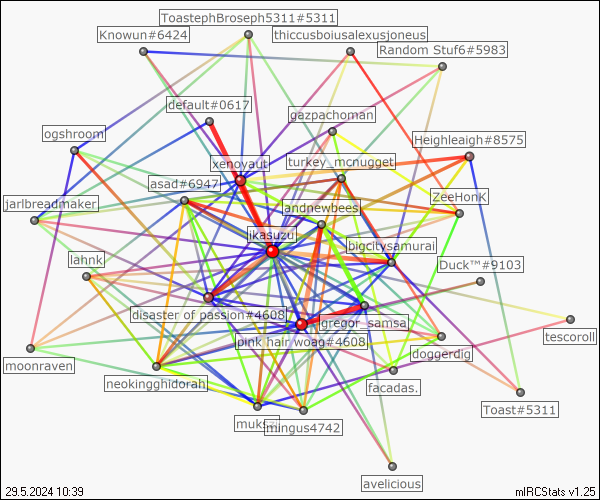 ToastephBroseph5311#5311
Knowun#6424
thiccusboiusalexusjoneus
Random Stuf6#5983
default#0617
gazpachoman
ogshroom
Heighleaigh#8575
xenovaut
turkey_mcnugget
asad#6947
jarlbreadmaker
andnewbees
ZeeHonK
ikasuzu
bigcitysamurai
lahnk
Duck™#9103
disaster of passion#4608
gregor_samsa
pink hair woag#4608
tescoroll
doggerdig
moonraven
neokingghidorah
facadas.
Toast#5311
mingus4742
avelicious
29.5.2024 10:39
mIRCStats v1.25